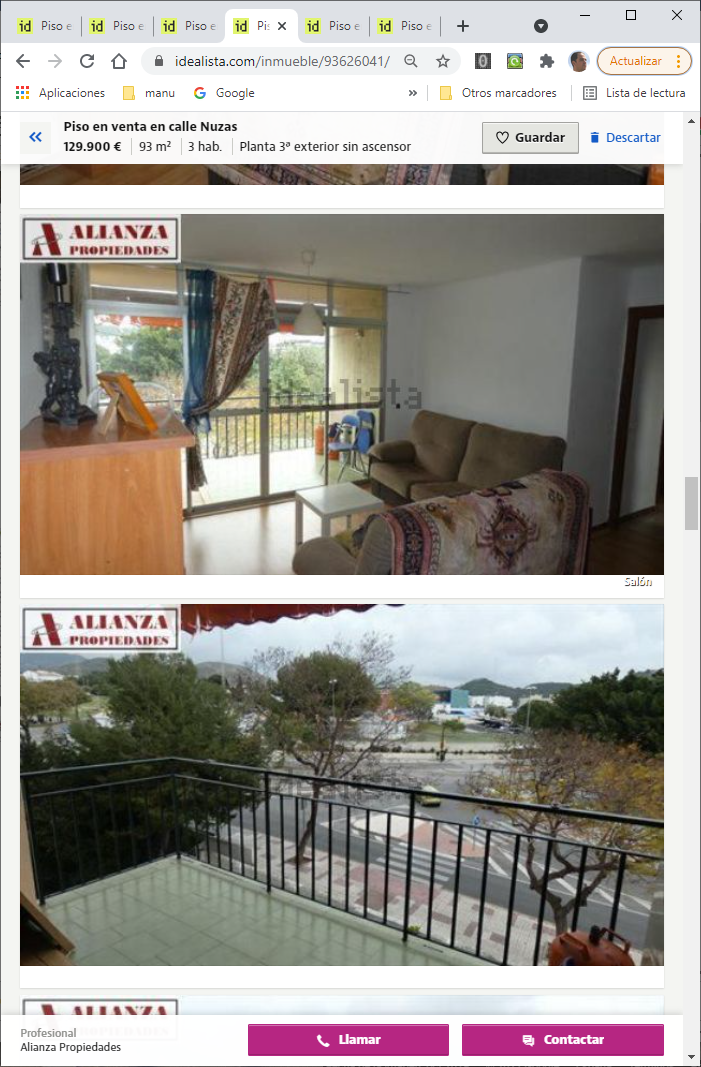 Piso e
Piso e
Piso e
Pis
Piso e
Piso e
idealista.com/inmueble/93626041/
Actualizar
Aplicaciones
manu
Google
»
Otros marcadores
Lista de lectura
Piso en venta en calle Nuzas
129.900 € 93 m² 3 hab. Planta 3ª exterior sin ascensor
Guardar
Descartar
ALIANZA
PROPIEDADES
idealista
Salón
ALIANZA
PROPIEDADES
ALIANZA
Profesional
Alianza Propiedades
Llamar
Contactar